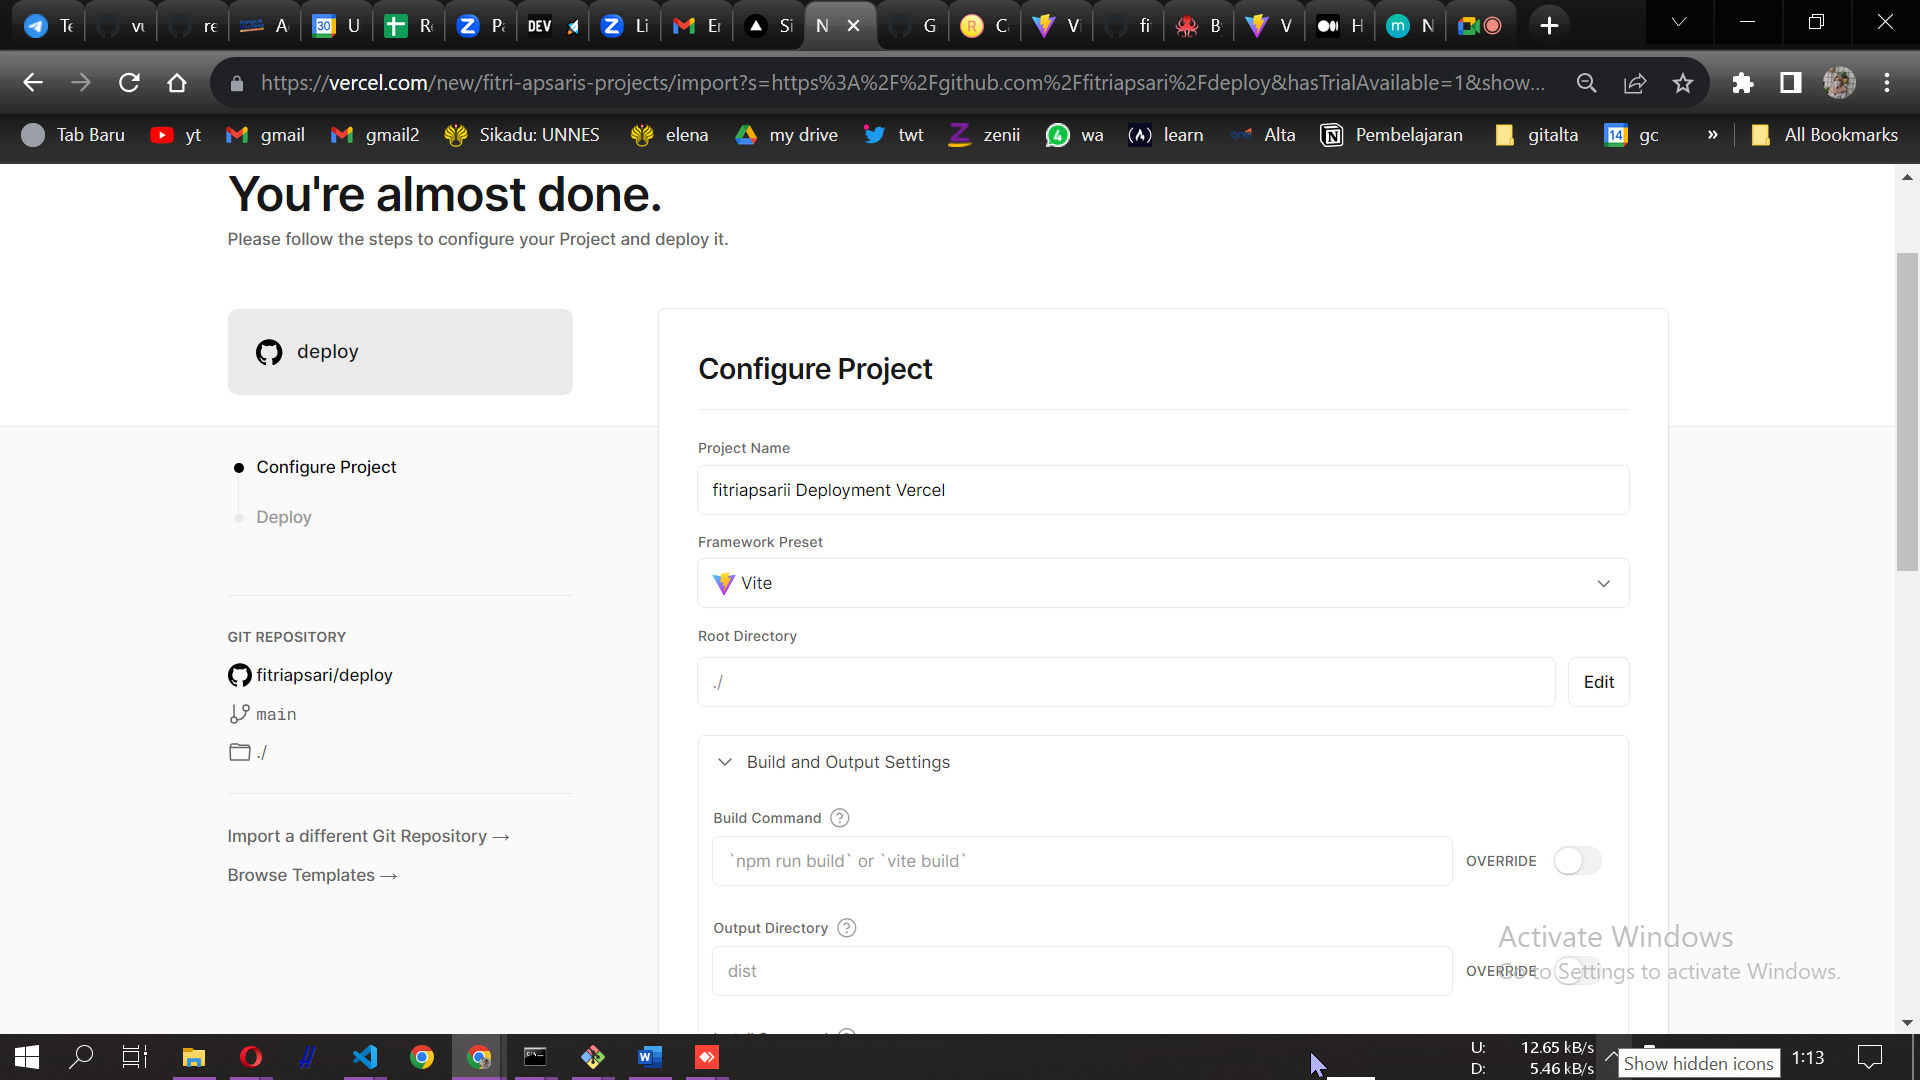 Te
vu
re
A
30 U
R
Pa
DEV
Li
Er
Si
N
G
R C
Vi
fi
B
V
H
m N
https://vercel.com/new/fitri-apsaris-projects/import?s=https%3A%2F%2Fgithub.com%2Ffitriapsari%2Fdeploy&hasTrialAvailable=1&show...
Tab Baru
yt
gmail
gmail2
Sikadu: UNNES
elena
my drive
twt
zenii
4 wa
learn
Alta
Pembelajaran
gitalta
14 gc
»
All Bookmarks
You're almost done.
Please follow the steps to configure your Project and deploy it.
deploy
Configure Project
Deploy
GIT REPOSITORY
fitriapsari/deploy
main
./
Import a different Git Repository →
Browse Templates →
Configure Project
Project Name
fitriapsarii Deployment Vercel
Framework Preset
Vite
Root Directory
./
Edit
Build and Output Settings
Build Command ?
`npm run build` or `vite build`
OVERRIDE
Output Directory ?
dist
OVERRIDE
Activate Windows
Go to Settings to activate Windows.
U: 12.65 kB/s
D: 5.46 kB/s
Show hidden icons
1:13